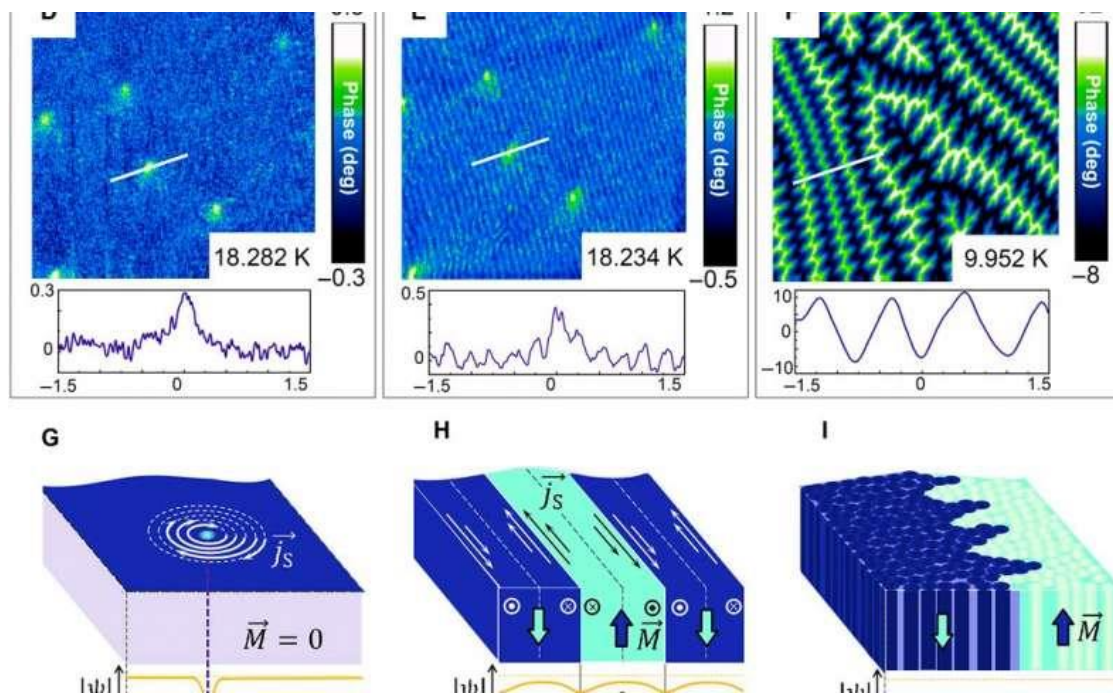 D
E
F
Phase (deg)
Phase (deg)
Phase (deg)
18.282 K
18.234 K
9.952 K
−0.3
−0.5
−8
0.3
0
−1.5
0
1.5
0.5
0
−1.5
0
1.5
10
0
−10
−1.5
0
1.5
G
H
I
j_S
j_S
M = 0
M
M
|ψ|
|ψ|
|ψ|